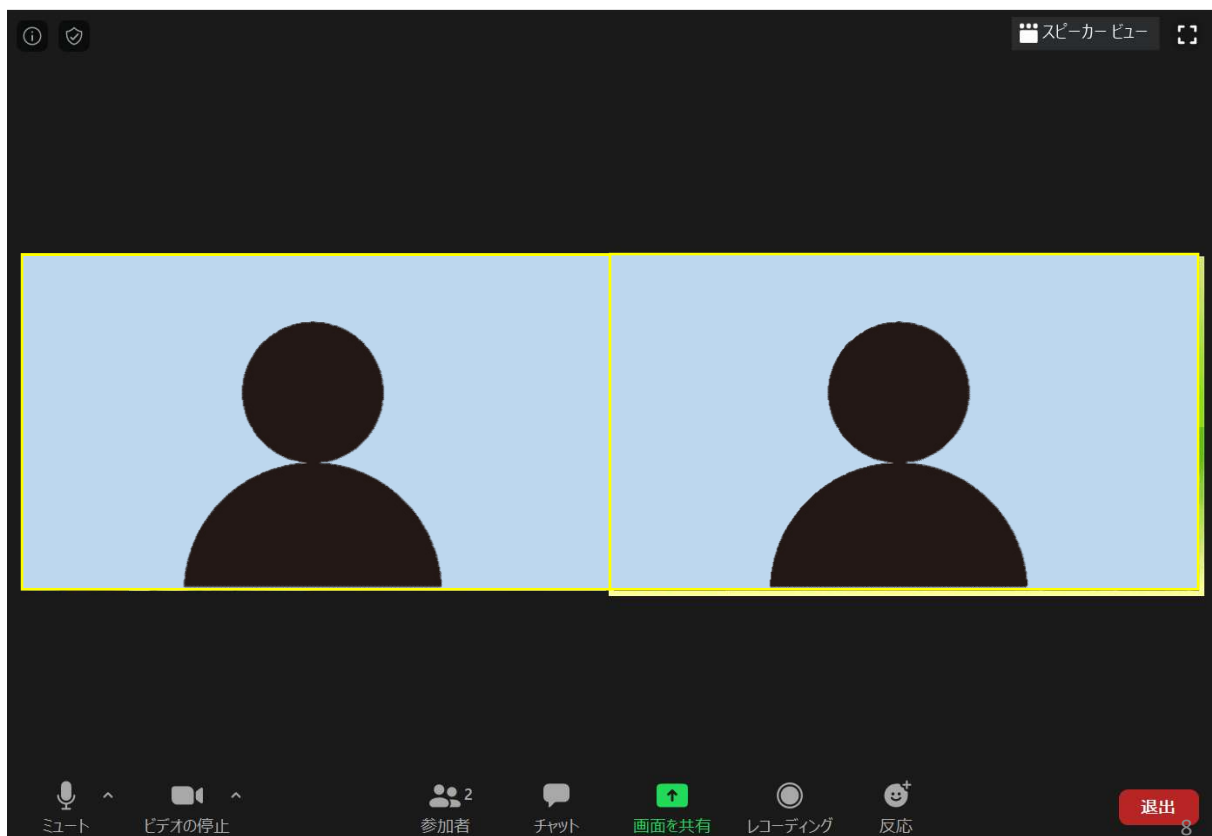 スピーカー ビュー
2
ミュート
ビデオの停止
参加者
チャット
画面を共有
レコーディング
反応
退出
8